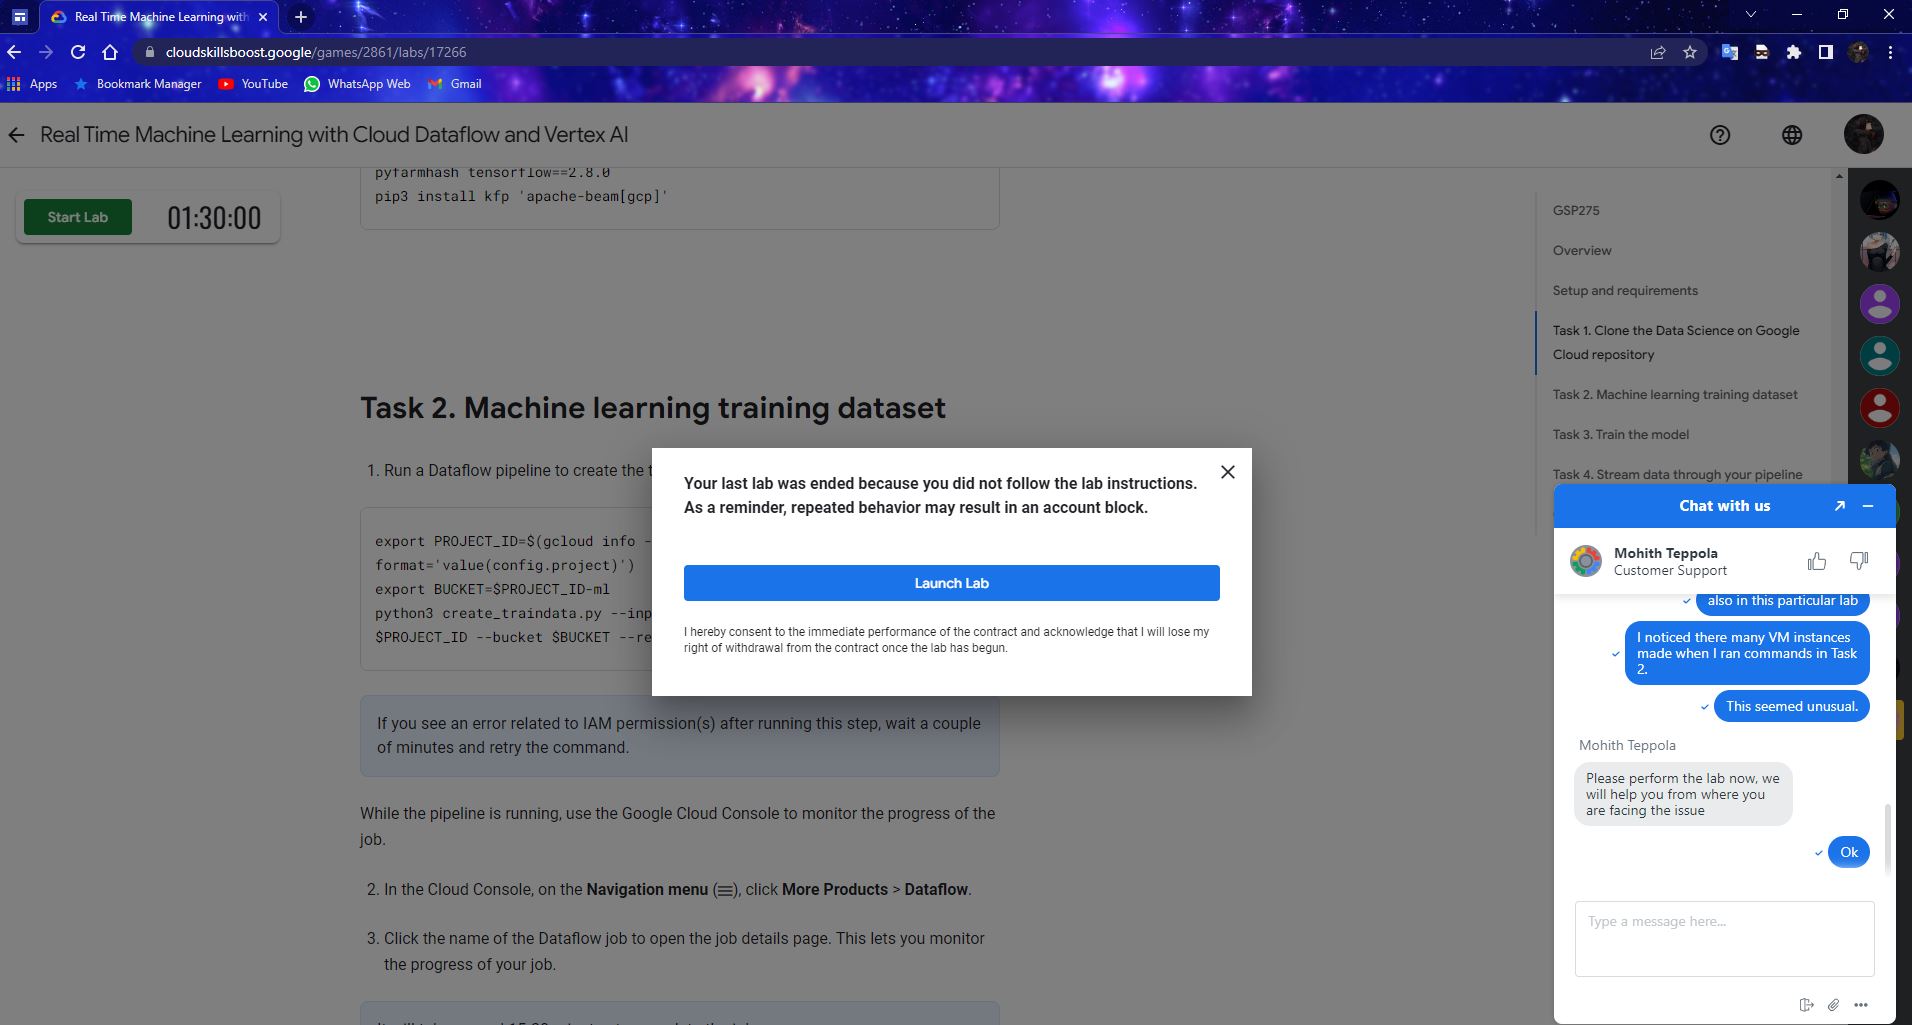 Real Time Machine Learning with
cloudskillsboost.google/games/2861/labs/17266
Apps
Bookmark Manager
YouTube
WhatsApp Web
Gmail
Real Time Machine Learning with Cloud Dataflow and Vertex AI
Start Lab
01:30:00
pyfarmhash tensorflow==2.8.0
pip3 install kfp 'apache-beam[gcp]'
Task 2. Machine learning training dataset
1. Run a Dataflow pipeline to create the t
export PROJECT_ID=$(gcloud info -
format='value(config.project)')
export BUCKET=$PROJECT_ID-ml
python3 create_traindata.py --inp
$PROJECT_ID --bucket $BUCKET --re
If you see an error related to IAM permission(s) after running this step, wait a couple
of minutes and retry the command.
While the pipeline is running, use the Google Cloud Console to monitor the progress of the
job.
2. In the Cloud Console, on the Navigation menu (☰), click More Products > Dataflow.
3. Click the name of the Dataflow job to open the job details page. This lets you monitor
the progress of your job.
Your last lab was ended because you did not follow the lab instructions.
As a reminder, repeated behavior may result in an account block.
Launch Lab
I hereby consent to the immediate performance of the contract and acknowledge that I will lose my
right of withdrawal from the contract once the lab has begun.
GSP275
Overview
Setup and requirements
Task 1. Clone the Data Science on Google
Cloud repository
Task 2. Machine learning training dataset
Task 3. Train the model
Task 4. Stream data through your pipeline
Chat with us
Mohith Teppola
Customer Support
also in this particular lab
I noticed there many VM instances
made when I ran commands in Task
2.
This seemed unusual.
Mohith Teppola
Please perform the lab now, we
will help you from where you
are facing the issue
Ok
Type a message here...